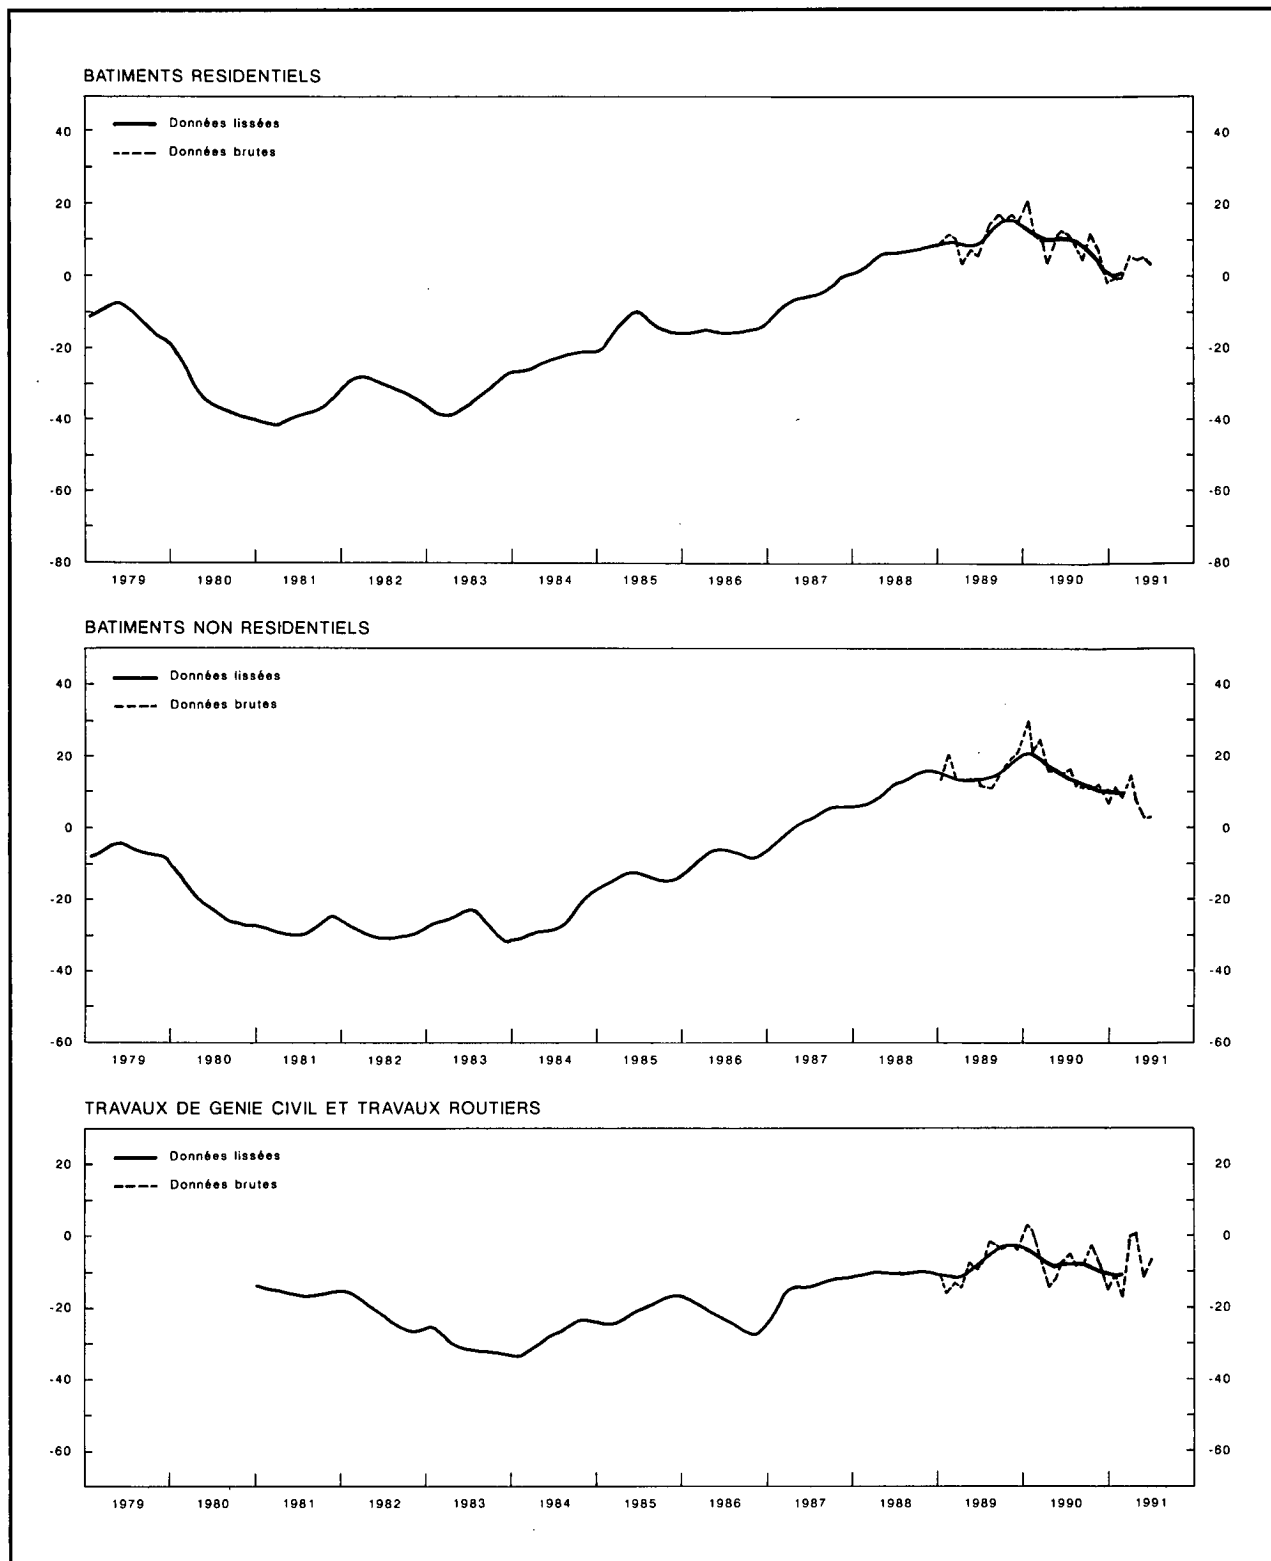 BATIMENTS RESIDENTIELS
Données lissées
Données brutes
40 40
20 20
0 0
-20 -20
-40 -40
-60 -60
-80 -80
1979 1980 1981 1982 1983 1984 1985 1986 1987 1988 1989 1990 1991
BATIMENTS NON RESIDENTIELS
Données lissées
Données brutes
40 40
20 20
0 0
-20 -20
-40 -40
-60 -60
1979 1980 1981 1982 1983 1984 1985 1986 1987 1988 1989 1990 1991
TRAVAUX DE GENIE CIVIL ET TRAVAUX ROUTIERS
Données lissées
Données brutes
20 20
0 0
-20 -20
-40 -40
-60 -60
1979 1980 1981 1982 1983 1984 1985 1986 1987 1988 1989 1990 1991